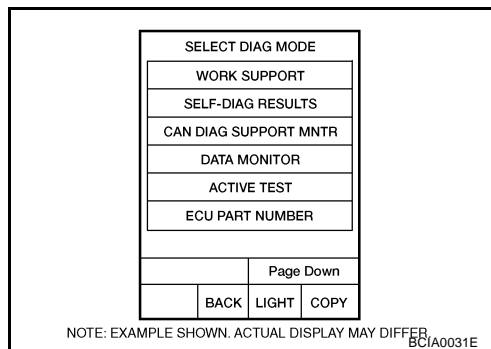 SELECT DIAG MODE
WORK SUPPORT
SELF-DIAG RESULTS
CAN DIAG SUPPORT MNTR
DATA MONITOR
ACTIVE TEST
ECU PART NUMBER
Page Down
BACK LIGHT COPY
NOTE: EXAMPLE SHOWN. ACTUAL DISPLAY MAY DIFFER.
BCIA0031E